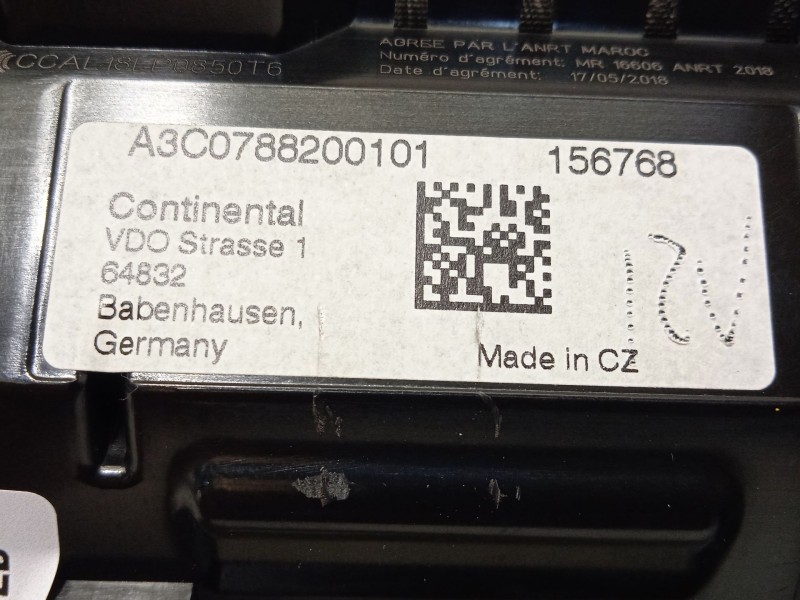 AGREE PAR L'ANRT MAROC
Numéro d'agrément: MR 16606 ANRT 2018
Date d'agrément: 17/05/2018
A3C0788200101 156768
Continental
VDO Strasse 1
64832
Babenhausen,
Germany
Made in CZ
12V